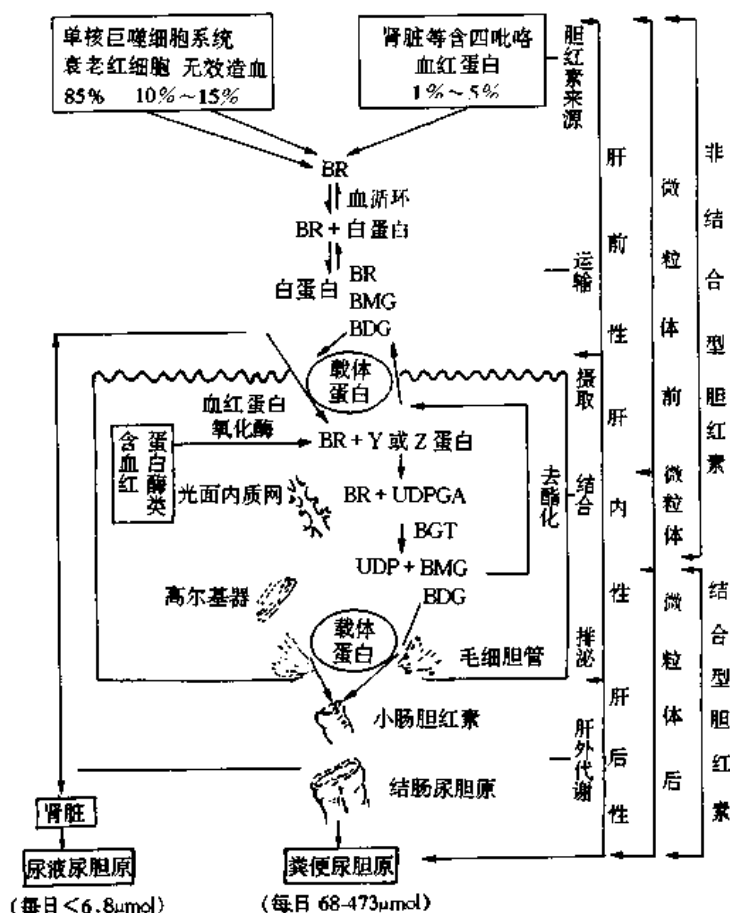 单核巨噬细胞系统
衰老红细胞 无效造血
85% 10%～15%
肾脏等含四吡咯
血红蛋白
1%～5%
胆红素来源
BR
血循环
BR + 白蛋白
白蛋白
BR
BMG
BDG
运输
载体
蛋白
摄取
血红蛋白
氧化酶
含血红
蛋白酶类
BR + Y 或 Z 蛋白
光面内质网
BR + UDPGA
BGT
UDP + BMG
BDG
去酯化
结合
高尔基器
载体
蛋白
毛细胆管
排泌
小肠胆红素
结肠尿胆原
肝外代谢
肾脏
尿液尿胆原
(每日＜6.8μmol)
粪便尿胆原
(每日 68-473μmol)
肝前性
肝内性
肝后性
微粒体前
微粒体
微粒体后
非结合型胆红素
结合型胆红素